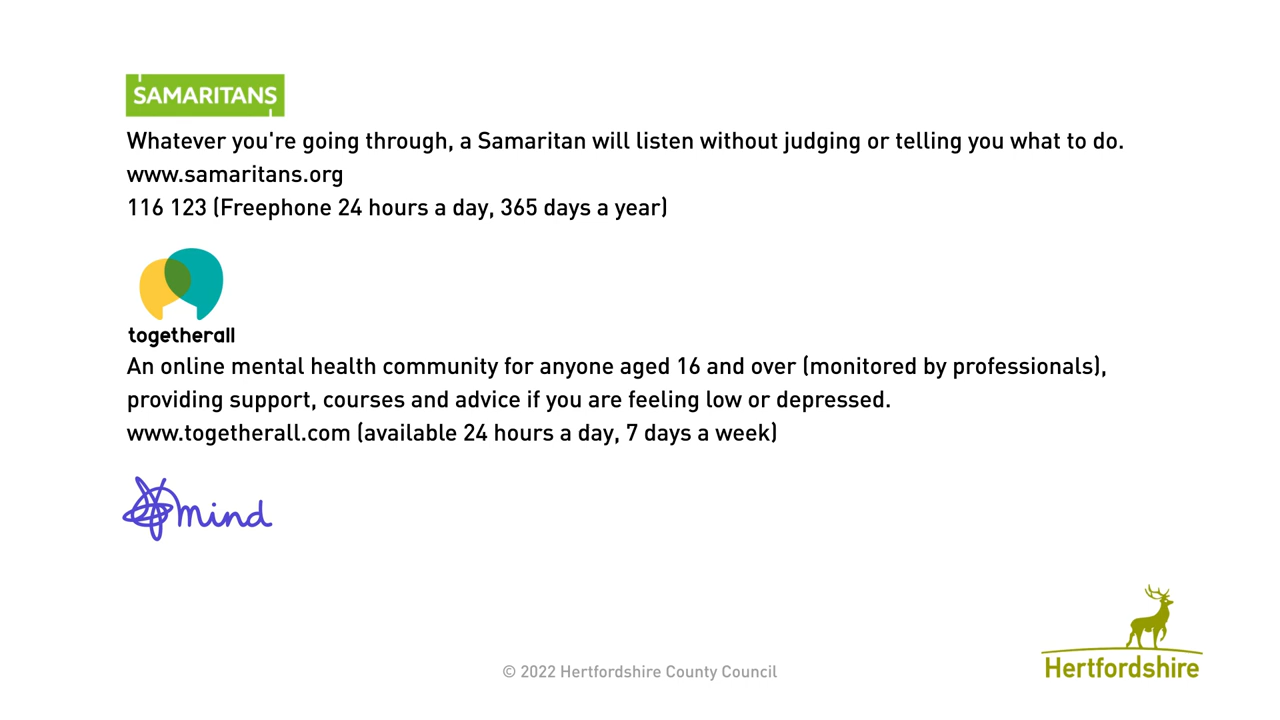 SAMARITANS
Whatever you're going through, a Samaritan will listen without judging or telling you what to do.
www.samaritans.org
116 123 (Freephone 24 hours a day, 365 days a year)
togetherall
An online mental health community for anyone aged 16 and over (monitored by professionals),
providing support, courses and advice if you are feeling low or depressed.
www.togetherall.com (available 24 hours a day, 7 days a week)
mind
Hertfordshire
© 2022 Hertfordshire County Council